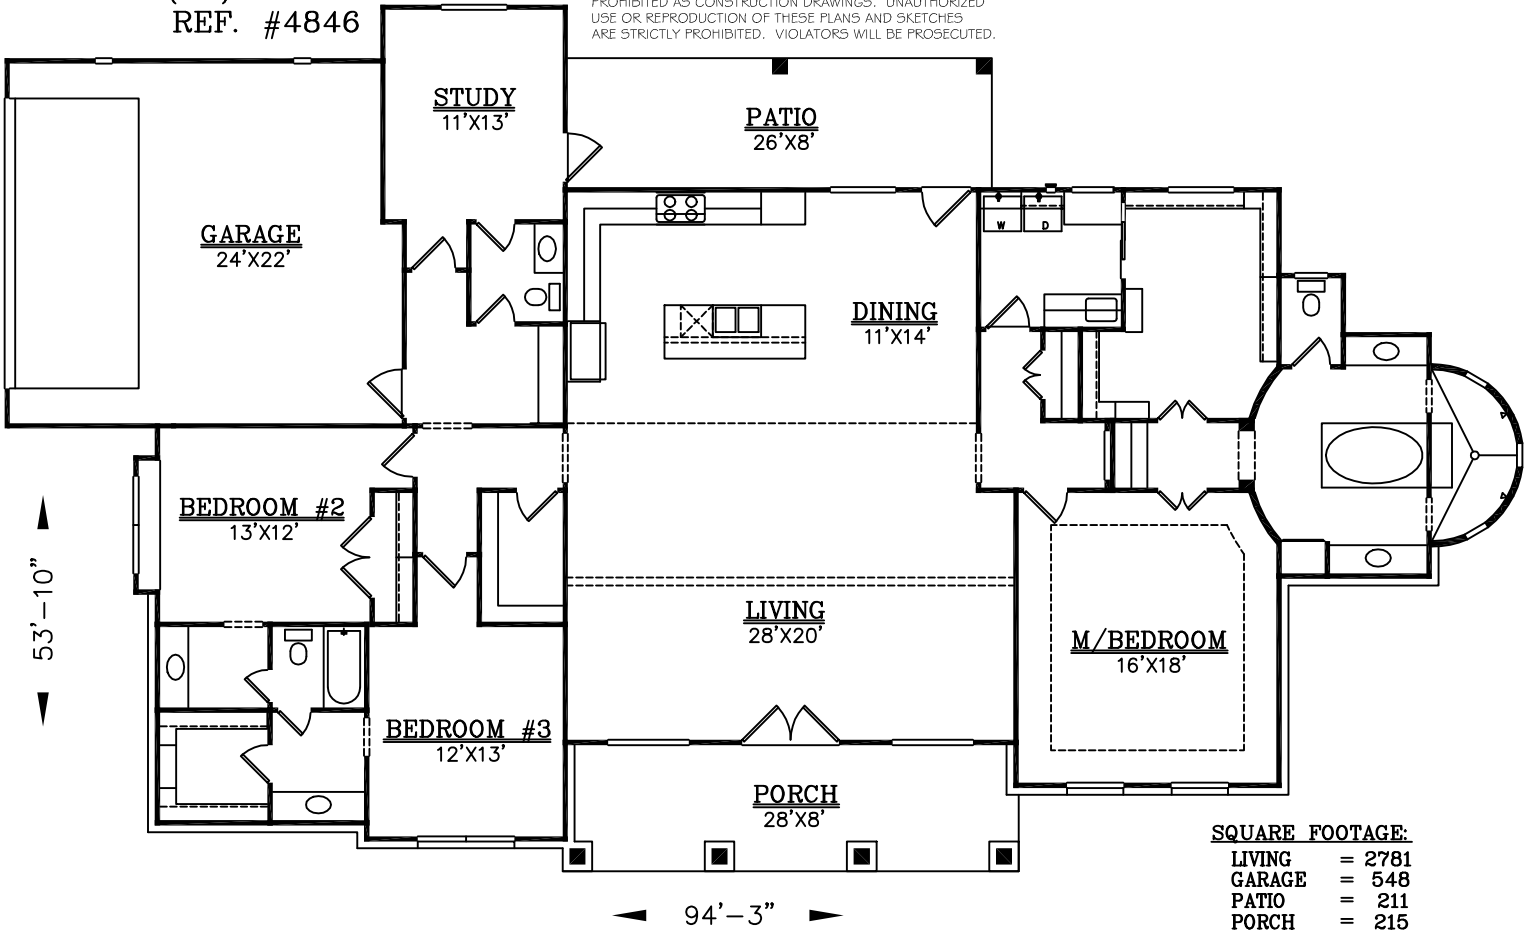 REF. #4846
PROHIBITED AS CONSTRUCTION DRAWINGS. UNAUTHORIZED
USE OR REPRODUCTION OF THESE PLANS AND SKETCHES
ARE STRICTLY PROHIBITED. VIOLATORS WILL BE PROSECUTED.
STUDY
11'X13'
PATIO
26'X8'
GARAGE
24'X22'
W
D
DINING
11'X14'
BEDROOM #2
13'X12'
53'-10"
LIVING
28'X20'
M/BEDROOM
16'X18'
BEDROOM #3
12'X13'
PORCH
28'X8'
SQUARE FOOTAGE:
LIVING = 2781
GARAGE = 548
PATIO = 211
PORCH = 215
94'-3"